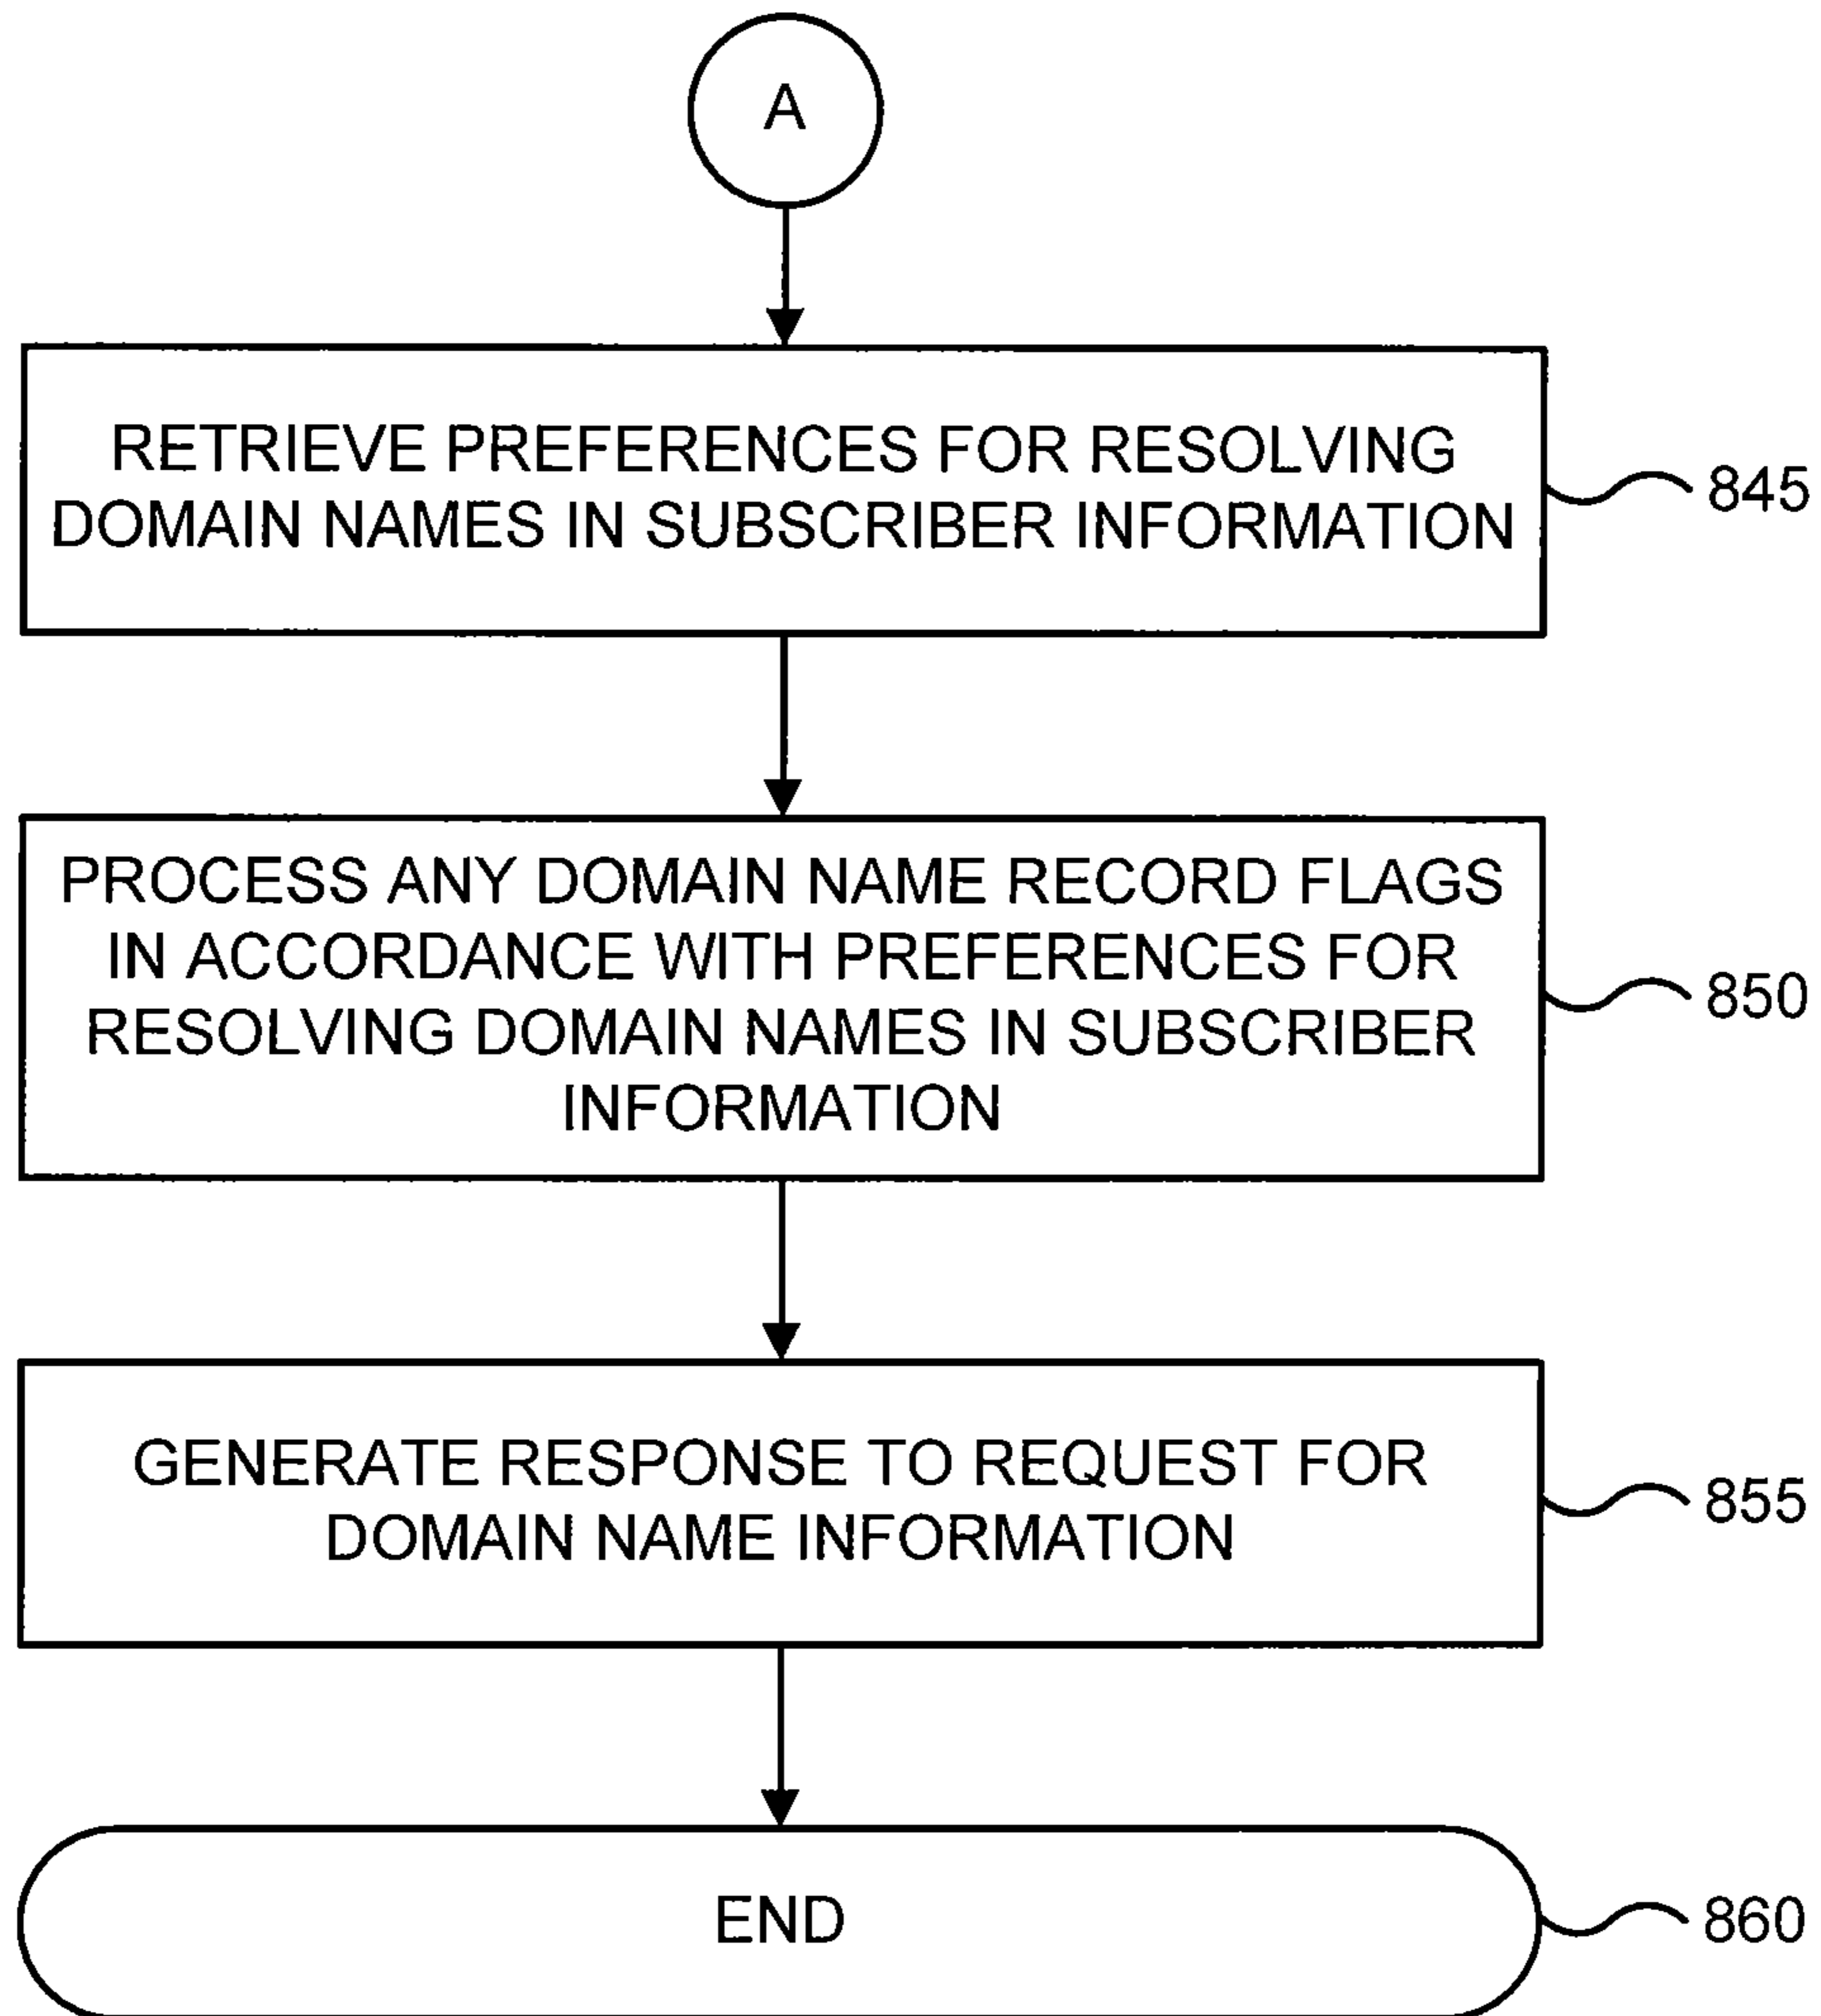 A
RETRIEVE PREFERENCES FOR RESOLVING
DOMAIN NAMES IN SUBSCRIBER INFORMATION
845
PROCESS ANY DOMAIN NAME RECORD FLAGS
IN ACCORDANCE WITH PREFERENCES FOR
RESOLVING DOMAIN NAMES IN SUBSCRIBER
INFORMATION
850
GENERATE RESPONSE TO REQUEST FOR
DOMAIN NAME INFORMATION
855
END
860